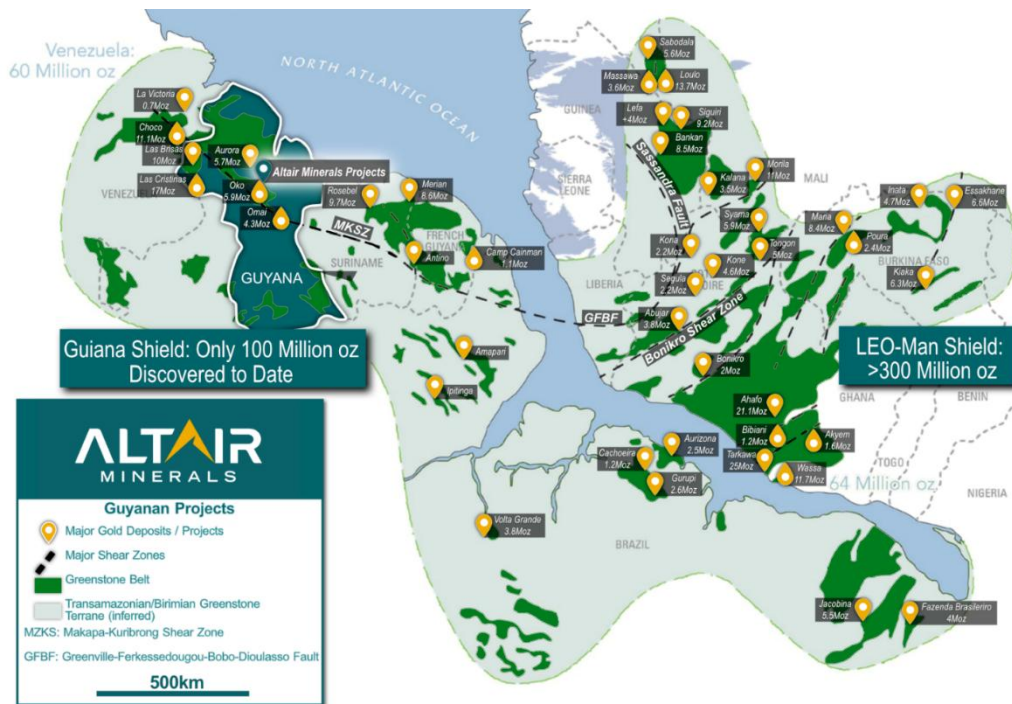 Venezuela:
60 Million oz
NORTH ATLANTIC OCEAN
La Victoria
0.7Moz
Choco
11.1Moz
Las Brisas
10Moz
Las Cristinas
17Moz
Aurora
5.7Moz
Altair Minerals Projects
Oko
5.9Moz
Omai
4.3Moz
VENEZUEL
GUYANA
Rosebel
9.7Moz
Merian
8.6Moz
MKSZ
FRENCH
GUYANA
SURINAME
Antino
Camp Cainman
1.1Moz
GFBF
Amapari
Ipitinga
Guiana Shield: Only 100 Million oz
Discovered to Date
Sabodala
5.6Moz
Massawa
3.6Moz
Loulo
13.7Moz
GUINEA
Lefa
+4Moz
Siguiri
9.2Moz
Bankan
8.5Moz
Sassandra Fault
SIERRA
LEONE
Kalana
3.5Moz
Morila
11Moz
MALI
Syama
5.9Moz
Inata
4.7Moz
Essakhane
6.6Moz
Mana
8.4Moz
Poura
2.4Moz
BURKINA FASO
Kiaka
6.3Moz
Koria
2.2Moz
Tongon
5Moz
Kone
4.6Moz
LIBERIA
Segula
2.2Moz
IRE
Abujar
3.8Moz
Bonikro Shear Zone
Bonikro
2Moz
LEO-Man Shield:
>300 Million oz
GHANA
BENIN
Ahafo
21.1Moz
Bibiani
1.2Moz
Akyem
1.6Moz
Tarkawa
25Moz
Wassa
11.7Moz
TOGO
64 Million oz
NIGERIA
Aurizona
2.5Moz
Cachoeira
1.2Moz
Gurupi
2.6Moz
Volta Grande
3.8Moz
BRAZIL
Jacobina
5.5Moz
Fazenda Brasileriro
4Moz
ALTAIR
MINERALS
Guyanan Projects
Major Gold Deposits / Projects
Major Shear Zones
Greenstone Belt
Transamazonian/Birimian Greenstone
Terrane (inferred)
MZKS: Makapa-Kuribrong Shear Zone
GFBF: Greenville-Ferkessedougou-Bobo-Dioulasso Fault
500km